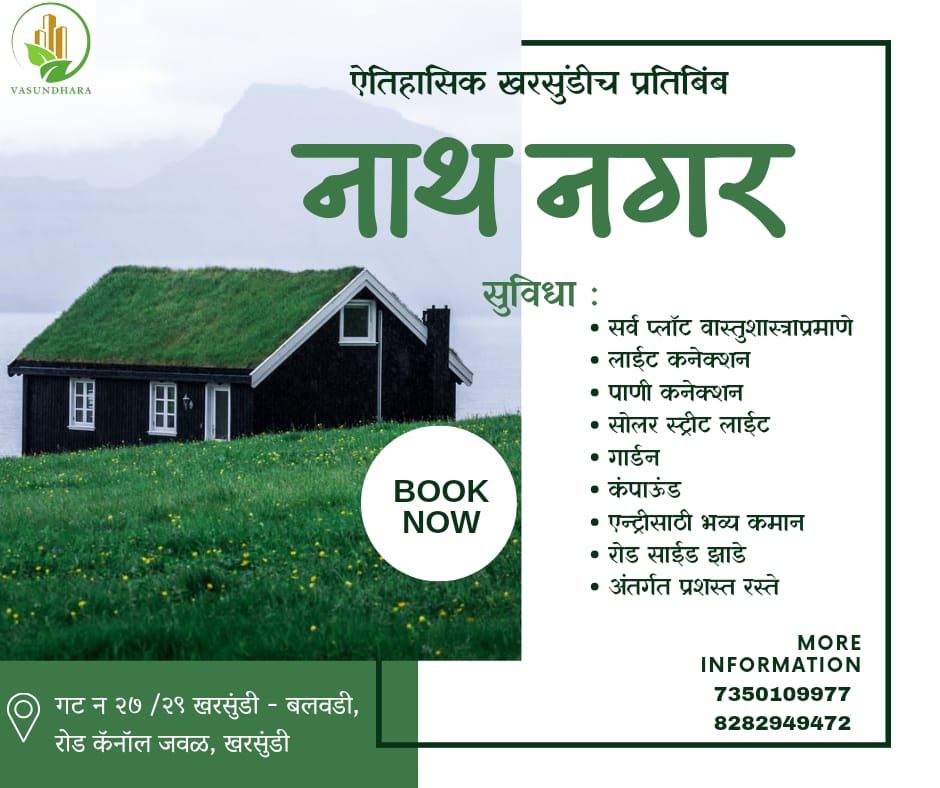 VASUNDHARA
ऐतिहासिक खरसुंडीच प्रतिबिंब
नाथ नगर
सुविधा :
• सर्व प्लॉट वास्तुशास्त्राप्रमाणे
• लाईट कनेक्शन
• पाणी कनेक्शन
• सोलर स्ट्रीट लाईट
• गार्डन
• कंपाऊंड
• एन्ट्रीसाठी भव्य कमान
• रोड साईड झाडे
• अंतर्गत प्रशस्त रस्ते
BOOK
NOW
MORE
INFORMATION
7350109977
8282949472
गट न २७ /२९ खरसुंडी - बलवडी,
रोड कॅनॉल जवळ, खरसुंडी